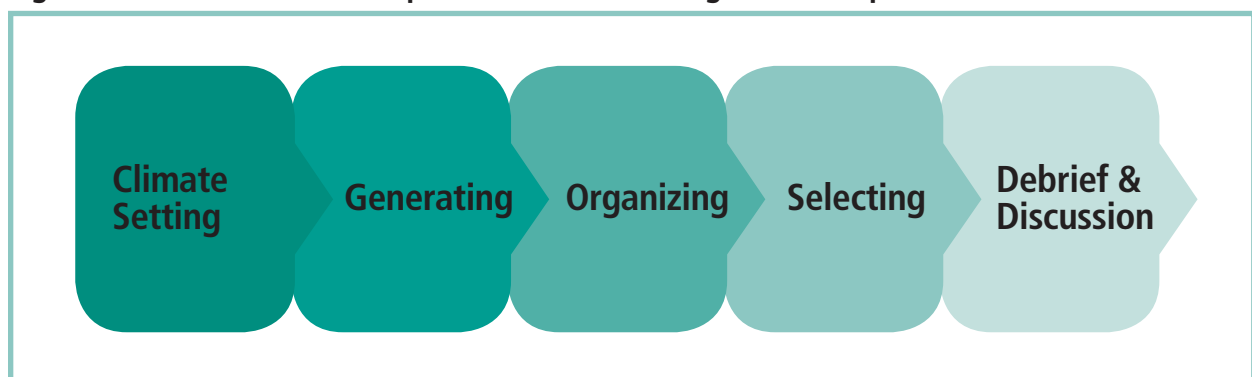 Climate
Setting
Generating
Organizing
Selecting
Debrief &
Discussion